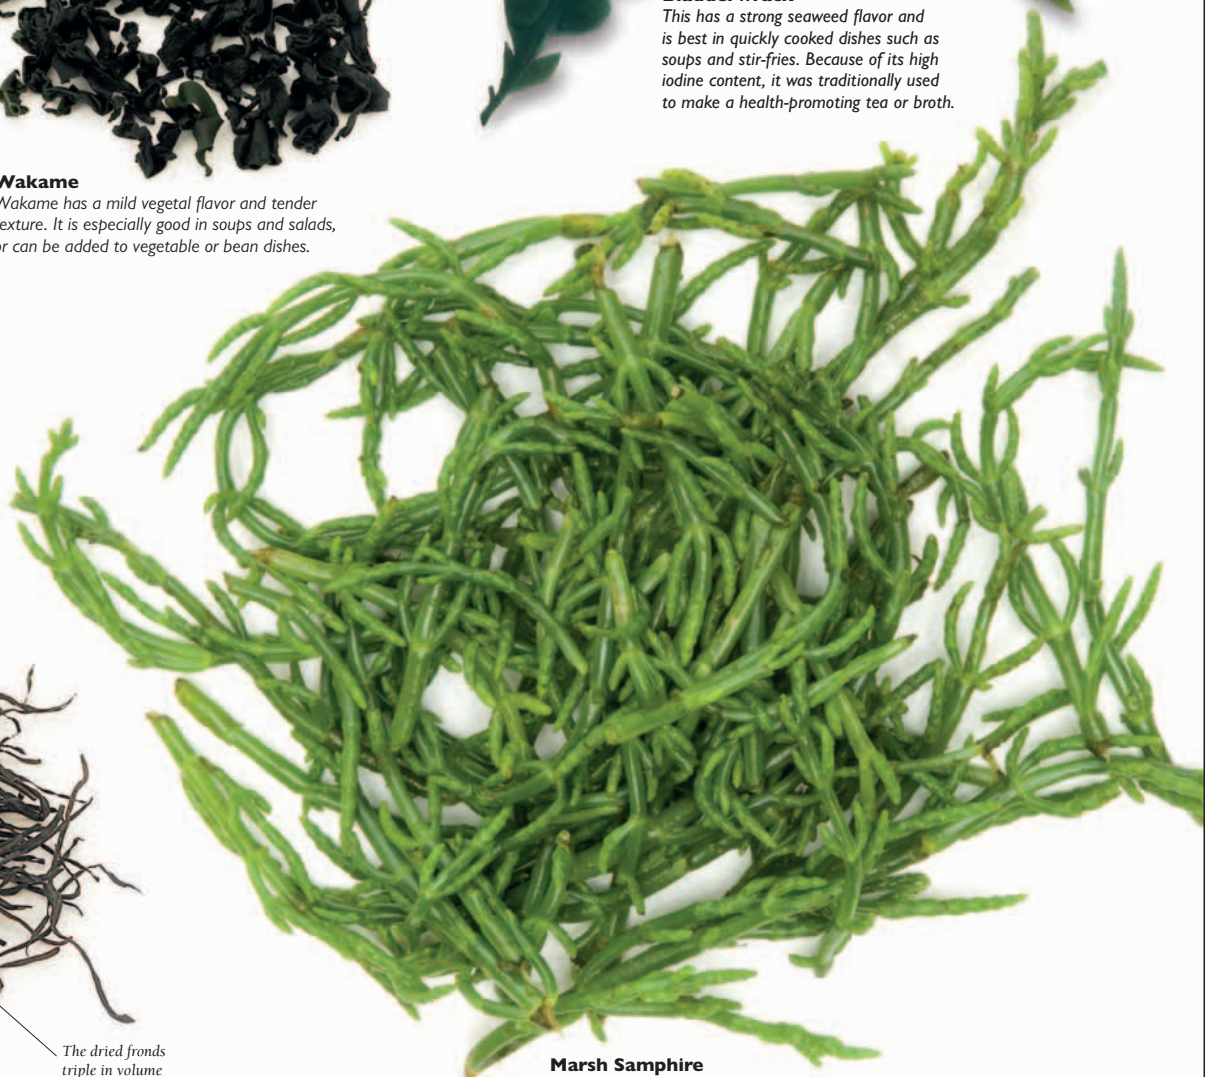 This has a strong seaweed flavor and
is best in quickly cooked dishes such as
soups and stir-fries. Because of its high
iodine content, it was traditionally used
to make a health-promoting tea or broth.
Wakame
Wakame has a mild vegetal flavor and tender
texture. It is especially good in soups and salads,
or can be added to vegetable or bean dishes.
The dried fronds
triple in volume
Marsh Samphire